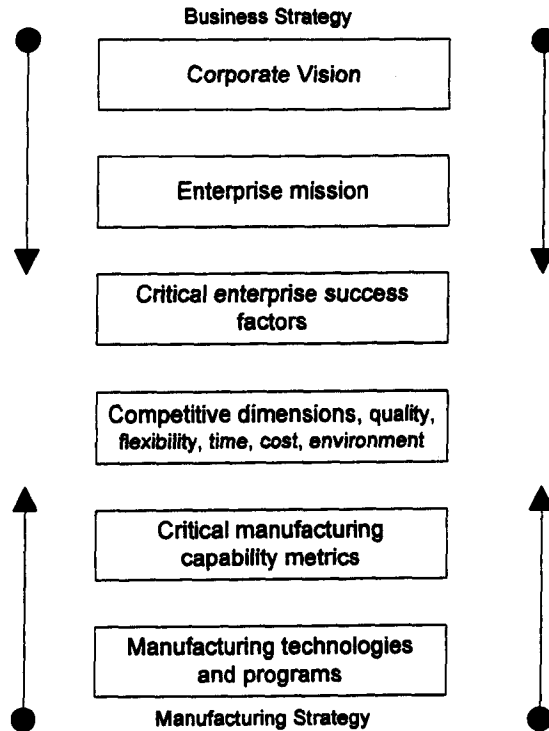 Business Strategy
Corporate Vision
Enterprise mission
Critical enterprise success
factors
Competitive dimensions, quality,
flexibility, time, cost, environment
Critical manufacturing
capability metrics
Manufacturing technologies
and programs
Manufacturing Strategy